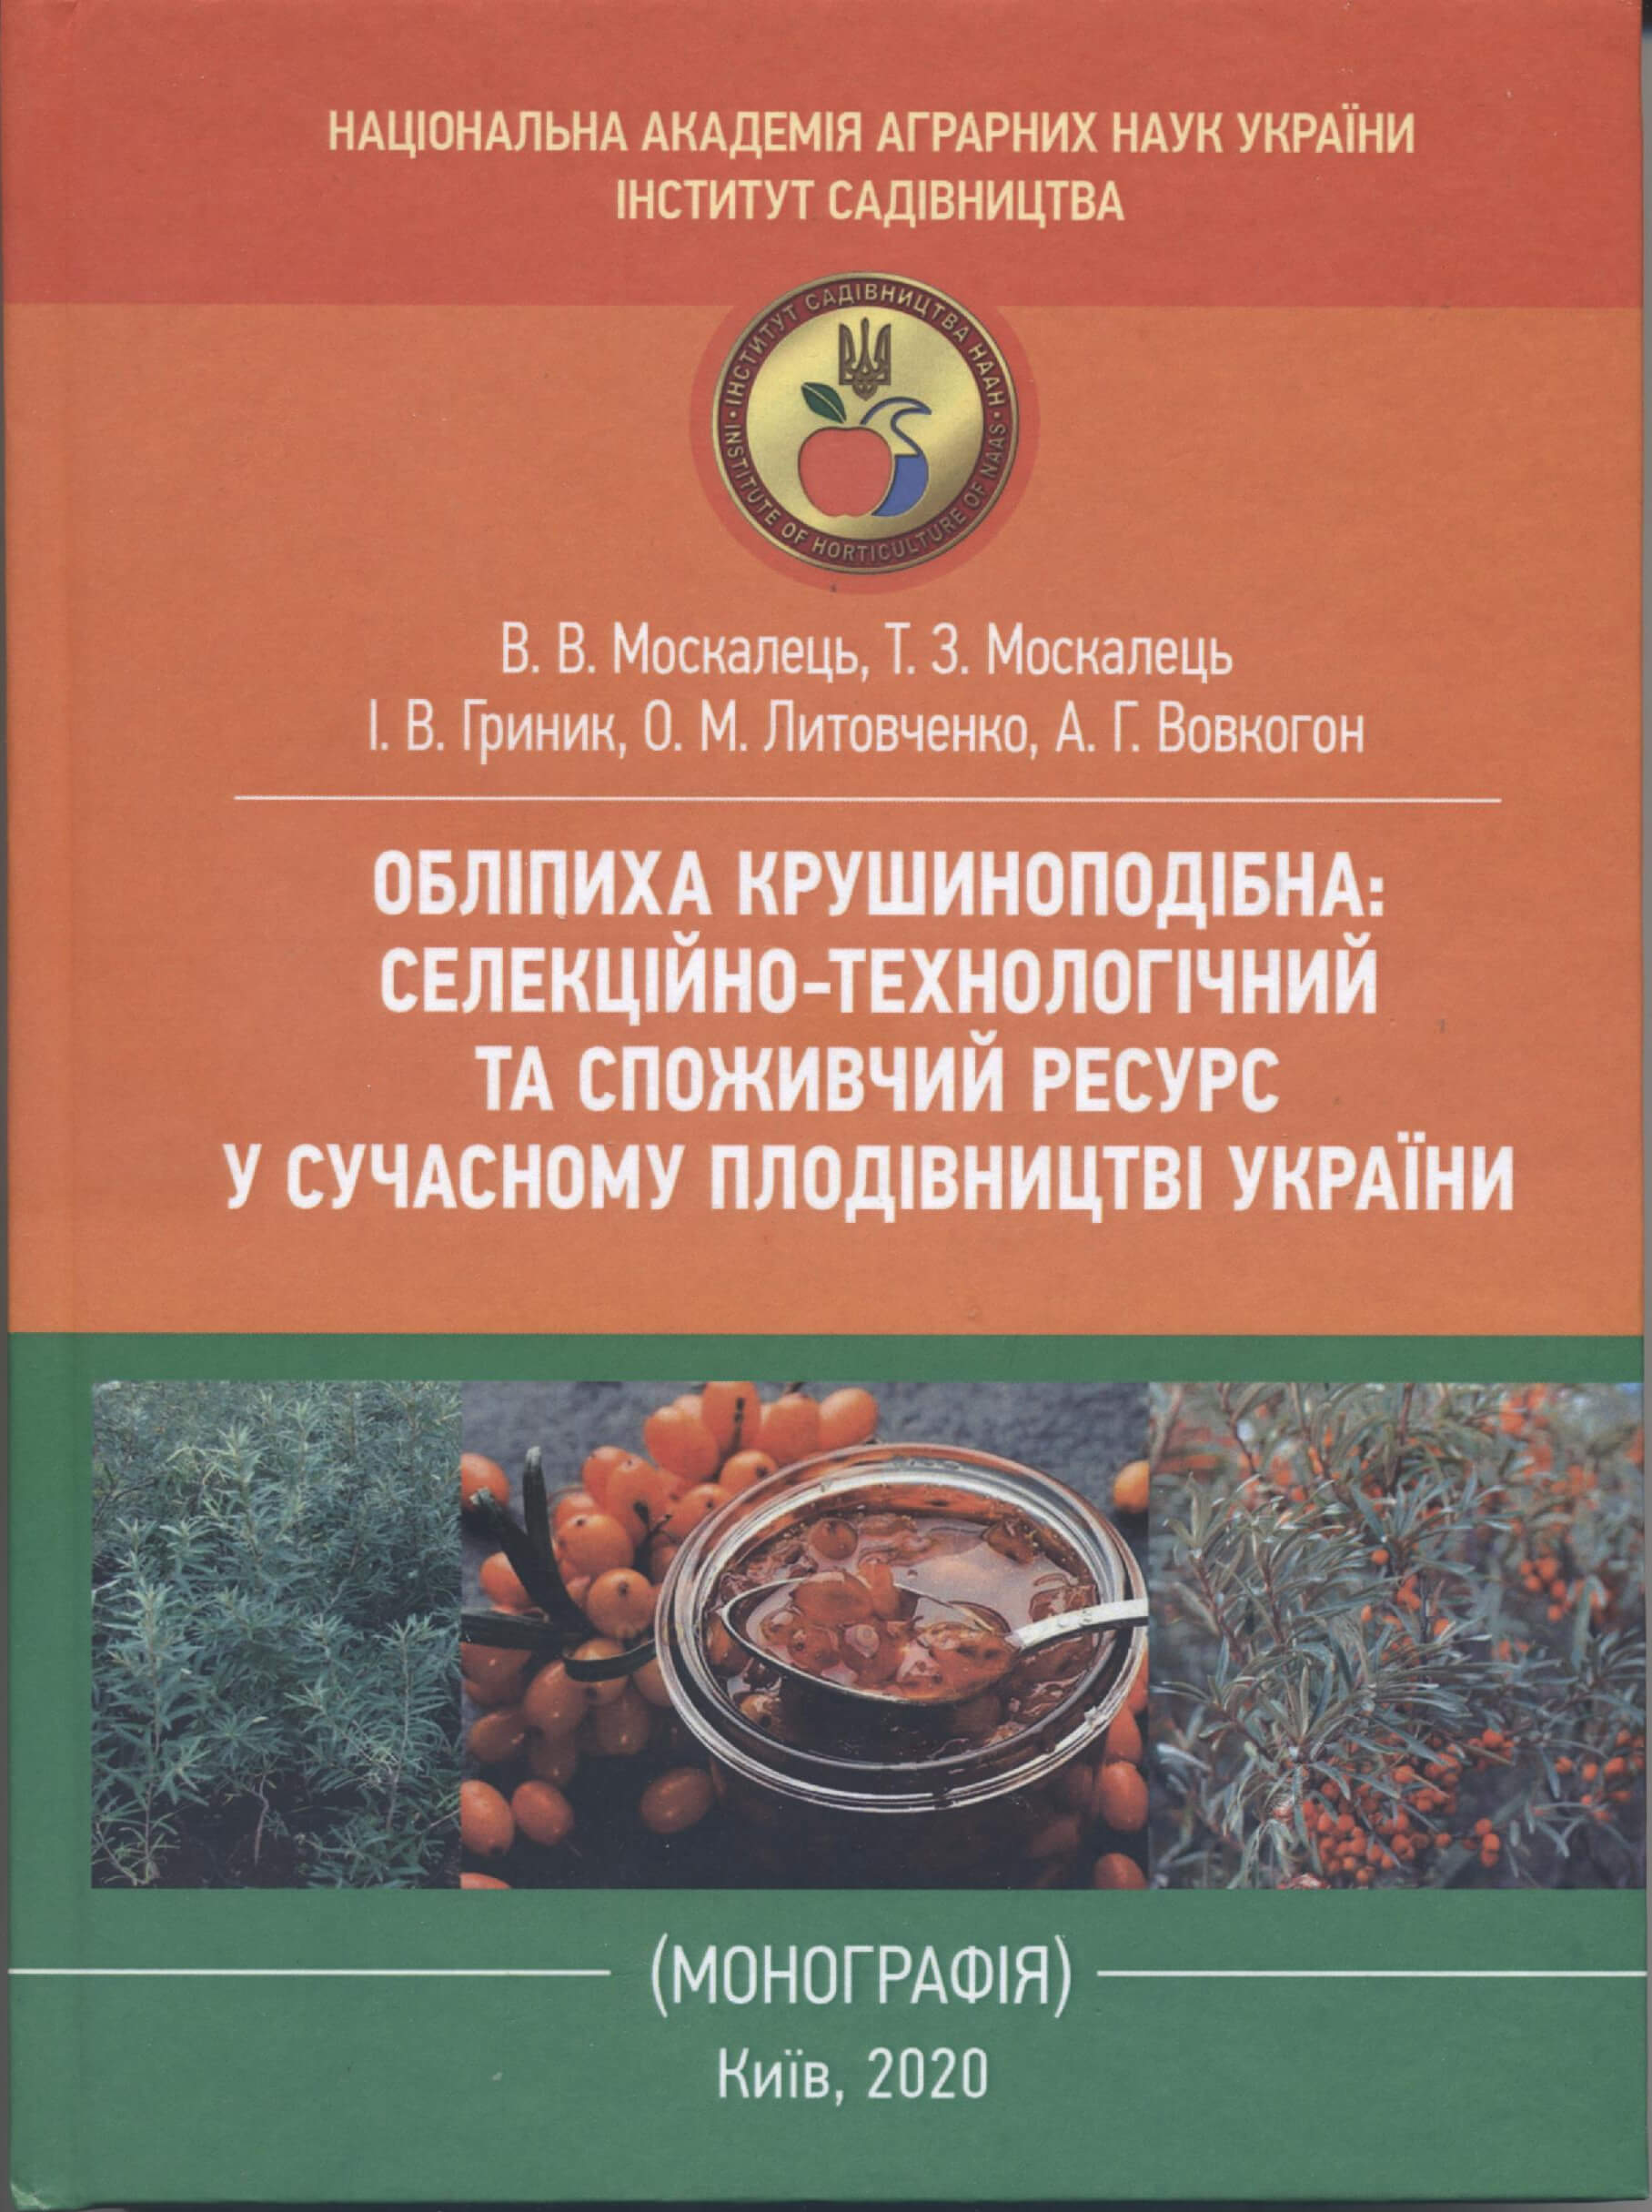 НАЦІОНАЛЬНА АКАДЕМІЯ АГРАРНИХ НАУК УКРАЇНИ
ІНСТИТУТ САДІВНИЦТВА
ІНСТИТУТ САДІВНИЦТВА НААН
INSTITUTE OF HORTICULTURE OF NAAS
В. В. Москалець, Т. З. Москалець
І. В. Гриник, О. М. Литовченко, А. Г. Вовкогон
ОБЛІПИХА КРУШИНОПОДІБНА:
СЕЛЕКЦІЙНО-ТЕХНОЛОГІЧНИЙ
ТА СПОЖИВЧИЙ РЕСУРС
У СУЧАСНОМУ ПЛОДІВНИЦТВІ УКРАЇНИ
(МОНОГРАФІЯ)
Київ, 2020